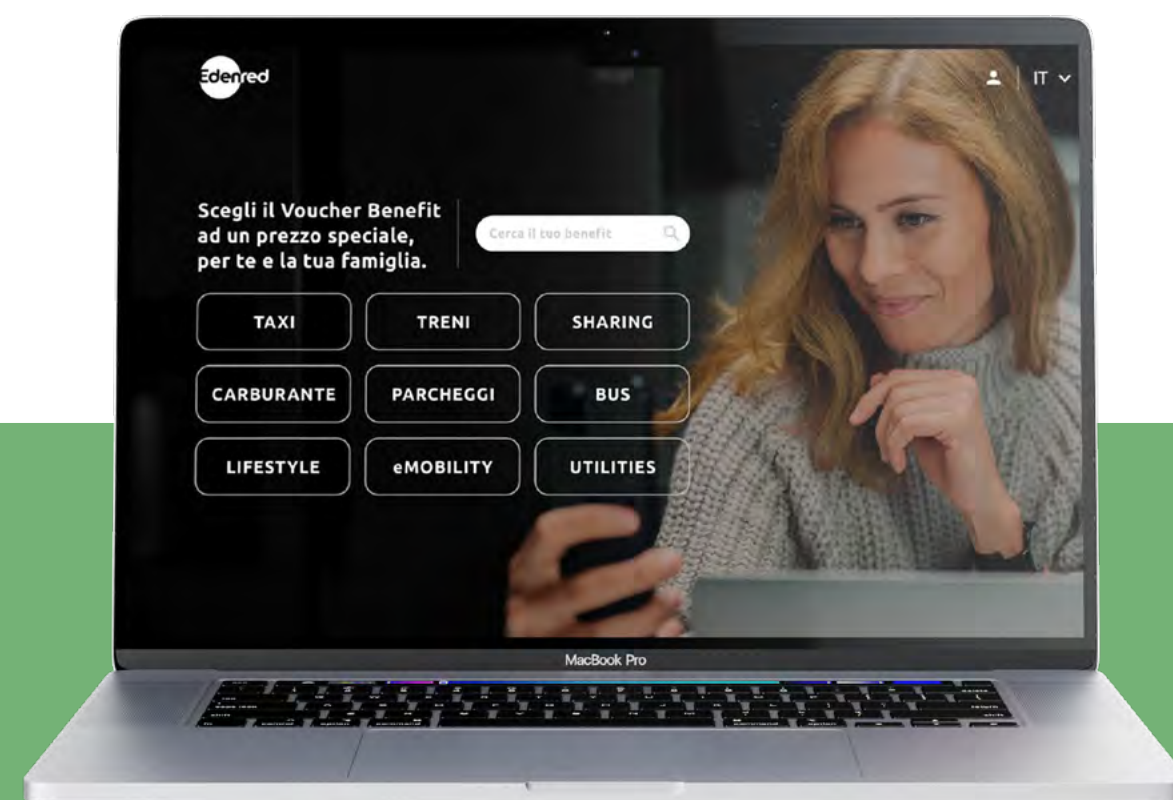 Edenred
IT
Scegli il Voucher Benefit
ad un prezzo speciale,
per te e la tua famiglia.
Cerca il tuo benefit
TAXI
TRENI
SHARING
CARBURANTE
PARCHEGGI
BUS
LIFESTYLE
eMOBILITY
UTILITIES
MacBook Pro